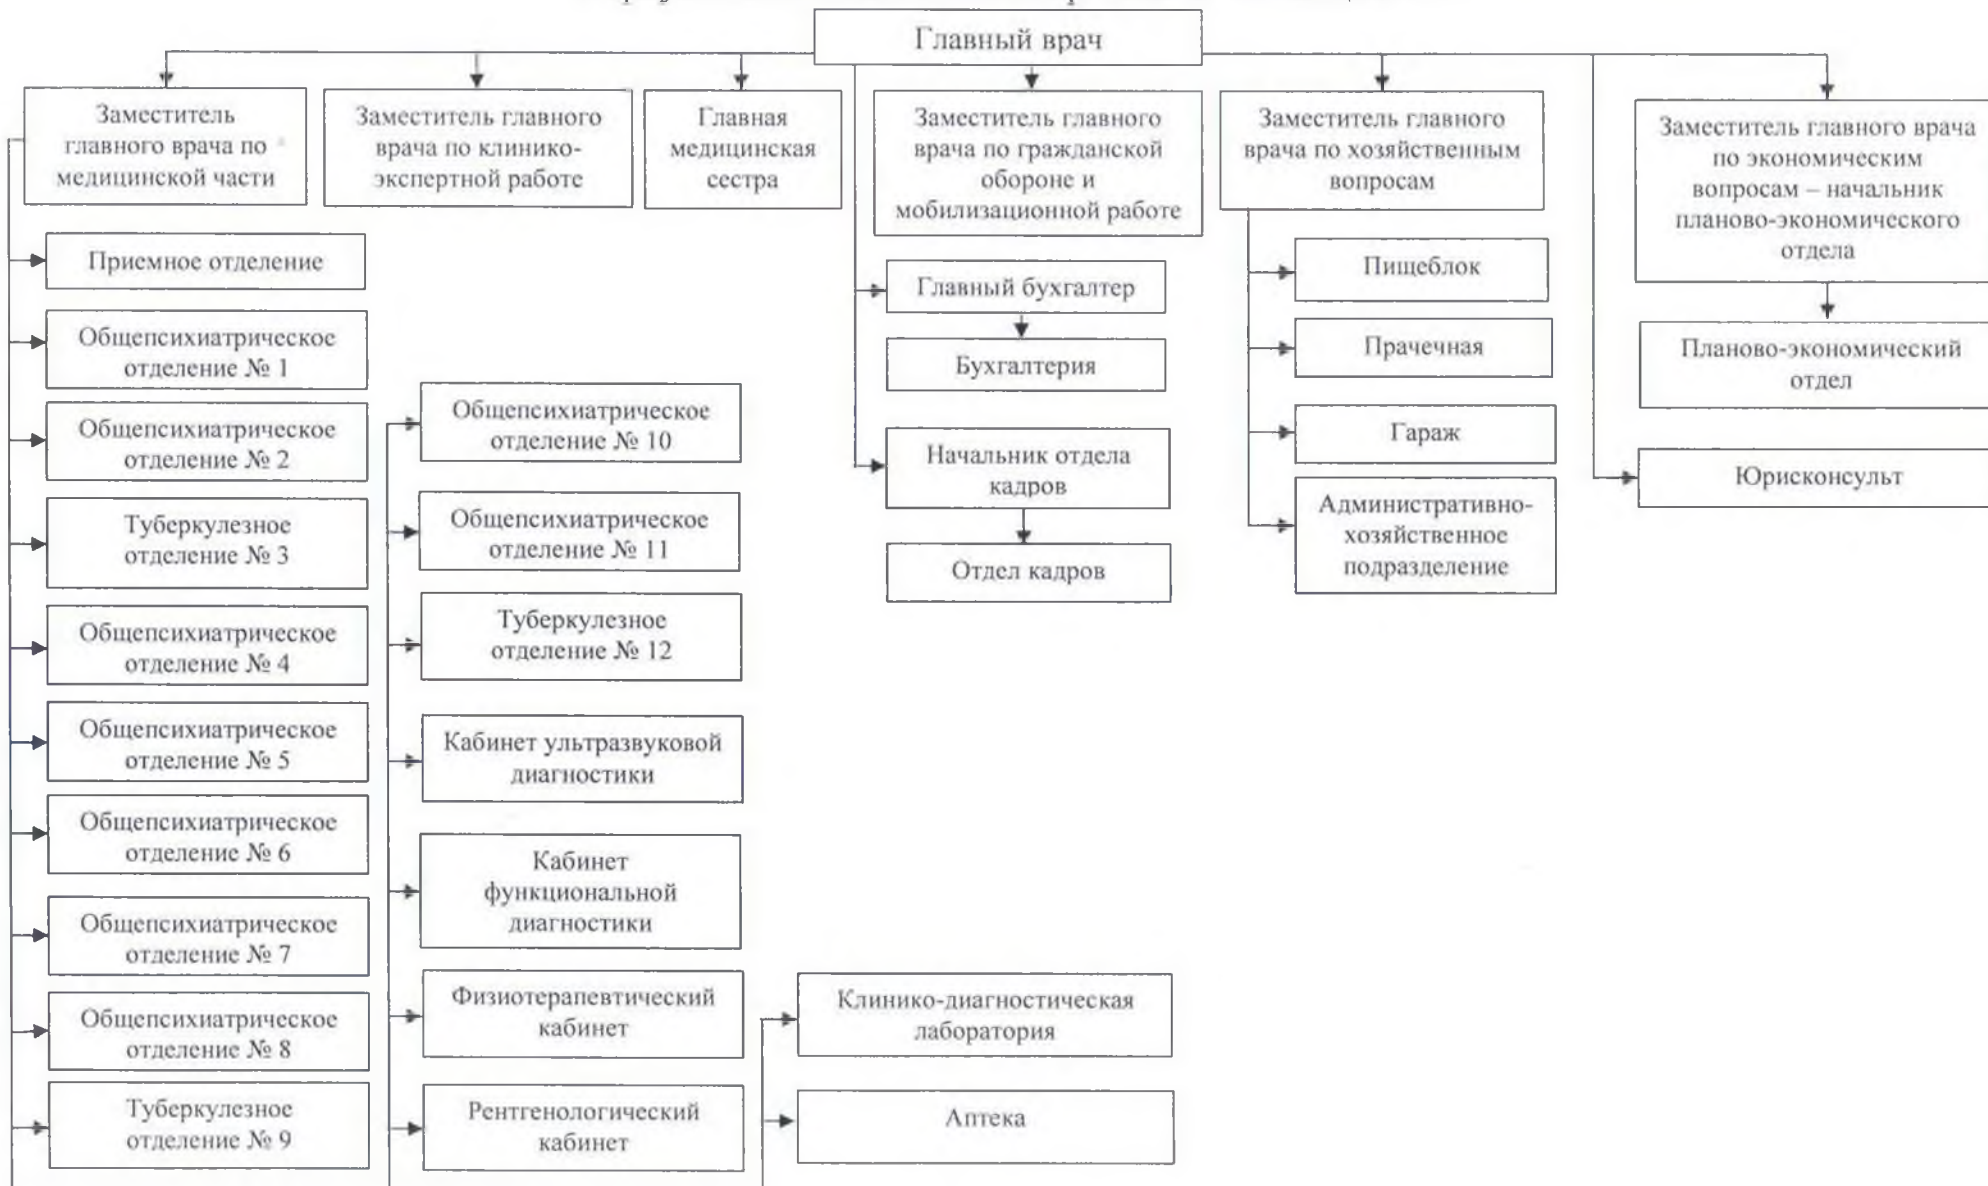 Главный врач
Заместитель
главного врача по
медицинской части
Заместитель главного
врача по клинико-
экспертной работе
Главная
медицинская
сестра
Заместитель главного
врача по гражданской
обороне и
мобилизационной работе
Заместитель главного
врача по хозяйственным
вопросам
Заместитель главного врача
по экономическим
вопросам – начальник
планово-экономического
отдела
Приемное отделение
Общепсихиатрическое
отделение № 1
Общепсихиатрическое
отделение № 2
Туберкулезное
отделение № 3
Общепсихиатрическое
отделение № 4
Общепсихиатрическое
отделение № 5
Общепсихиатрическое
отделение № 6
Общепсихиатрическое
отделение № 7
Общепсихиатрическое
отделение № 8
Туберкулезное
отделение № 9
Общепсихиатрическое
отделение № 10
Общепсихиатрическое
отделение № 11
Туберкулезное
отделение № 12
Кабинет ультразвуковой
диагностики
Кабинет
функциональной
диагностики
Физиотерапевтический
кабинет
Рентгенологический
кабинет
Клинико-диагностическая
лаборатория
Аптека
Главный бухгалтер
Бухгалтерия
Начальник отдела
кадров
Отдел кадров
Пищеблок
Прачечная
Гараж
Административно-
хозяйственное
подразделение
Планово-экономический
отдел
Юрисконсульт